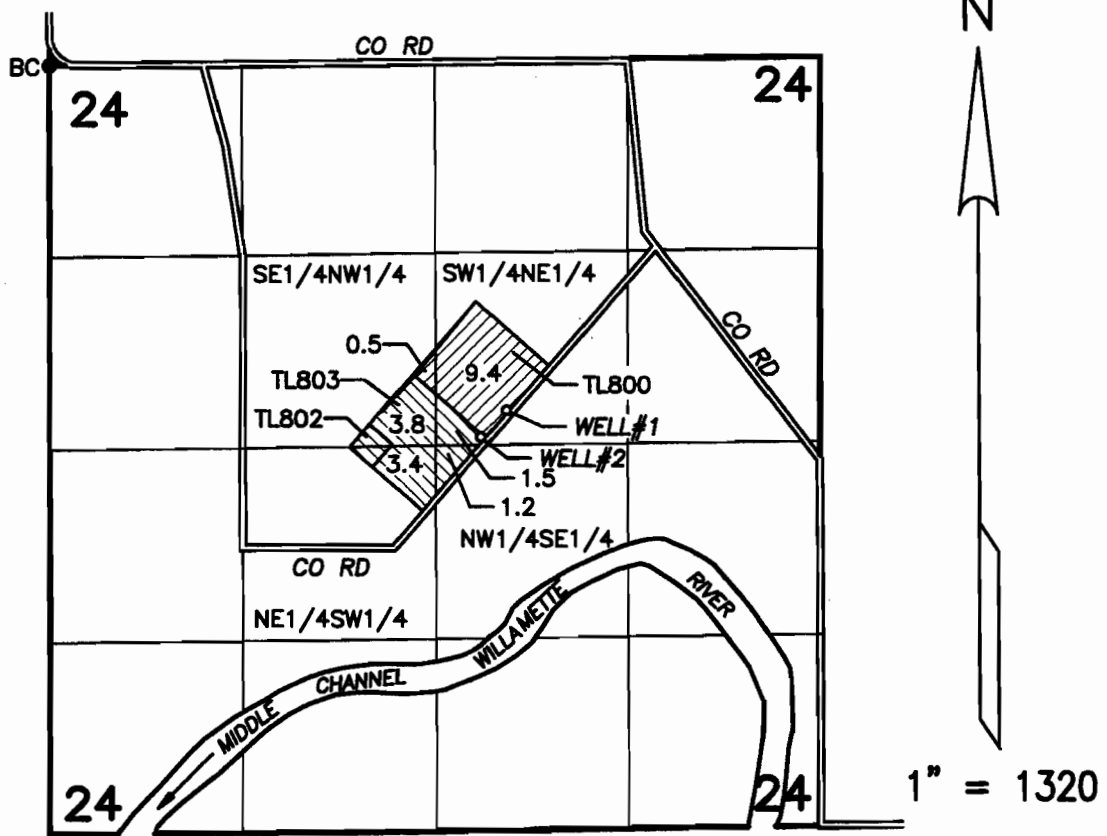 N
CO RD
BC
24
24
SE1/4NW1/4
SW1/4NE1/4
CO RD
0.5
9.4
TL803
TL800
TL802
3.8
WELL#1
3.4
WELL#2
1.5
1.2
NW1/4SE1/4
CO RD
RIVER
NE1/4SW1/4
WILLAMETTE
CHANNEL
MIDDLE
24
24
1" = 1320